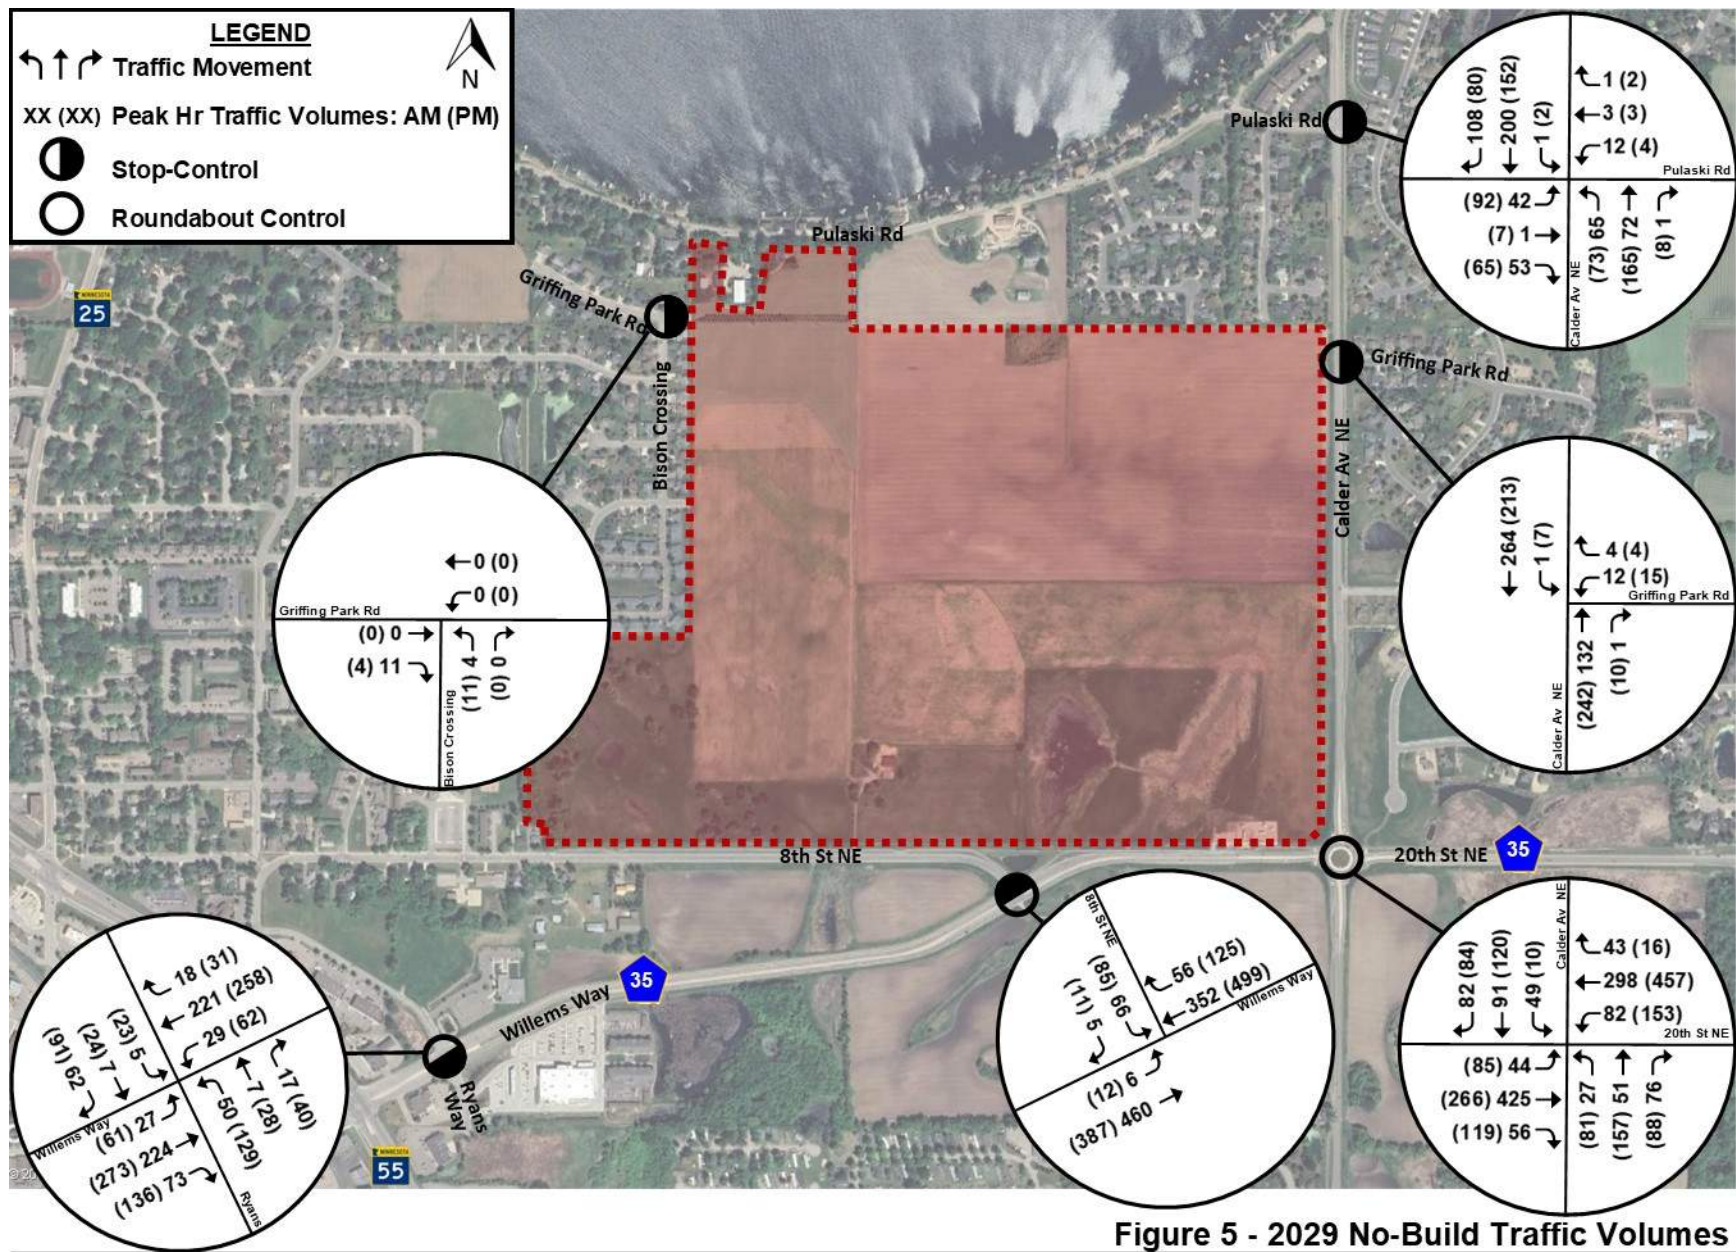 LEGEND
Traffic Movement
N
XX (XX) Peak Hr Traffic Volumes: AM (PM)
Stop-Control
Roundabout Control
MINNESOTA
25
Pulaski Rd
Griffing Park Rd
Bison Crossing
Pulaski Rd
Griffing Park Rd
Calder Av NE
8th St NE
20th St NE
35
Willems Way
35
Ryans Way
MINNESOTA
55
108 (80)
200 (152)
1 (2)
1 (2)
3 (3)
12 (4)
Pulaski Rd
(92) 42
(7) 1
(65) 53
Calder Av NE
(73) 65
(165) 72
(8) 1
264 (213)
1 (7)
4 (4)
12 (15)
Griffing Park Rd
Calder Av NE
(242) 132
(10) 1
0 (0)
0 (0)
Griffing Park Rd
(0) 0
(4) 11
Bison Crossing
(11) 4
(0) 0
(91) 62
(24) 7
(23) 5
18 (31)
221 (258)
29 (62)
Willems Way
(61) 27
(273) 224
(136) 73
50 (129)
7 (28)
17 (40)
Ryans
8th St NE
(85) 66
(11) 5
56 (125)
352 (499)
Willems Way
(12) 6
(387) 460
82 (84)
91 (120)
49 (10)
Calder Av NE
43 (16)
298 (457)
82 (153)
20th St NE
(85) 44
(266) 425
(119) 56
(81) 27
(157) 51
(88) 76
Figure 5 - 2029 No-Build Traffic Volumes